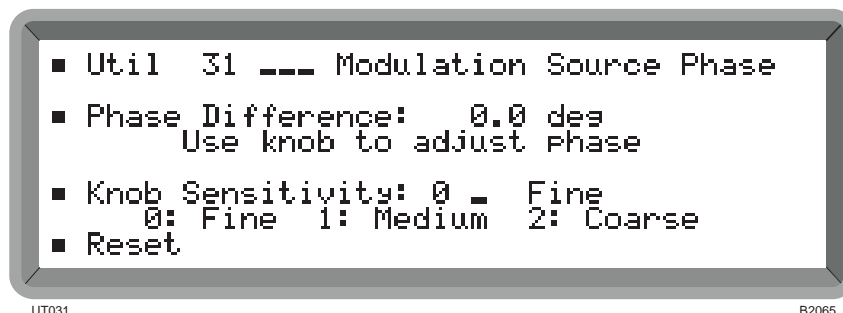 ■ Util 31 ___ Modulation Source Phase
■ Phase Difference: 0.0 deg
Use knob to adjust phase
■ Knob Sensitivity: 0 _ Fine
0: Fine 1: Medium 2: Coarse
■ Reset
UT031 B2065